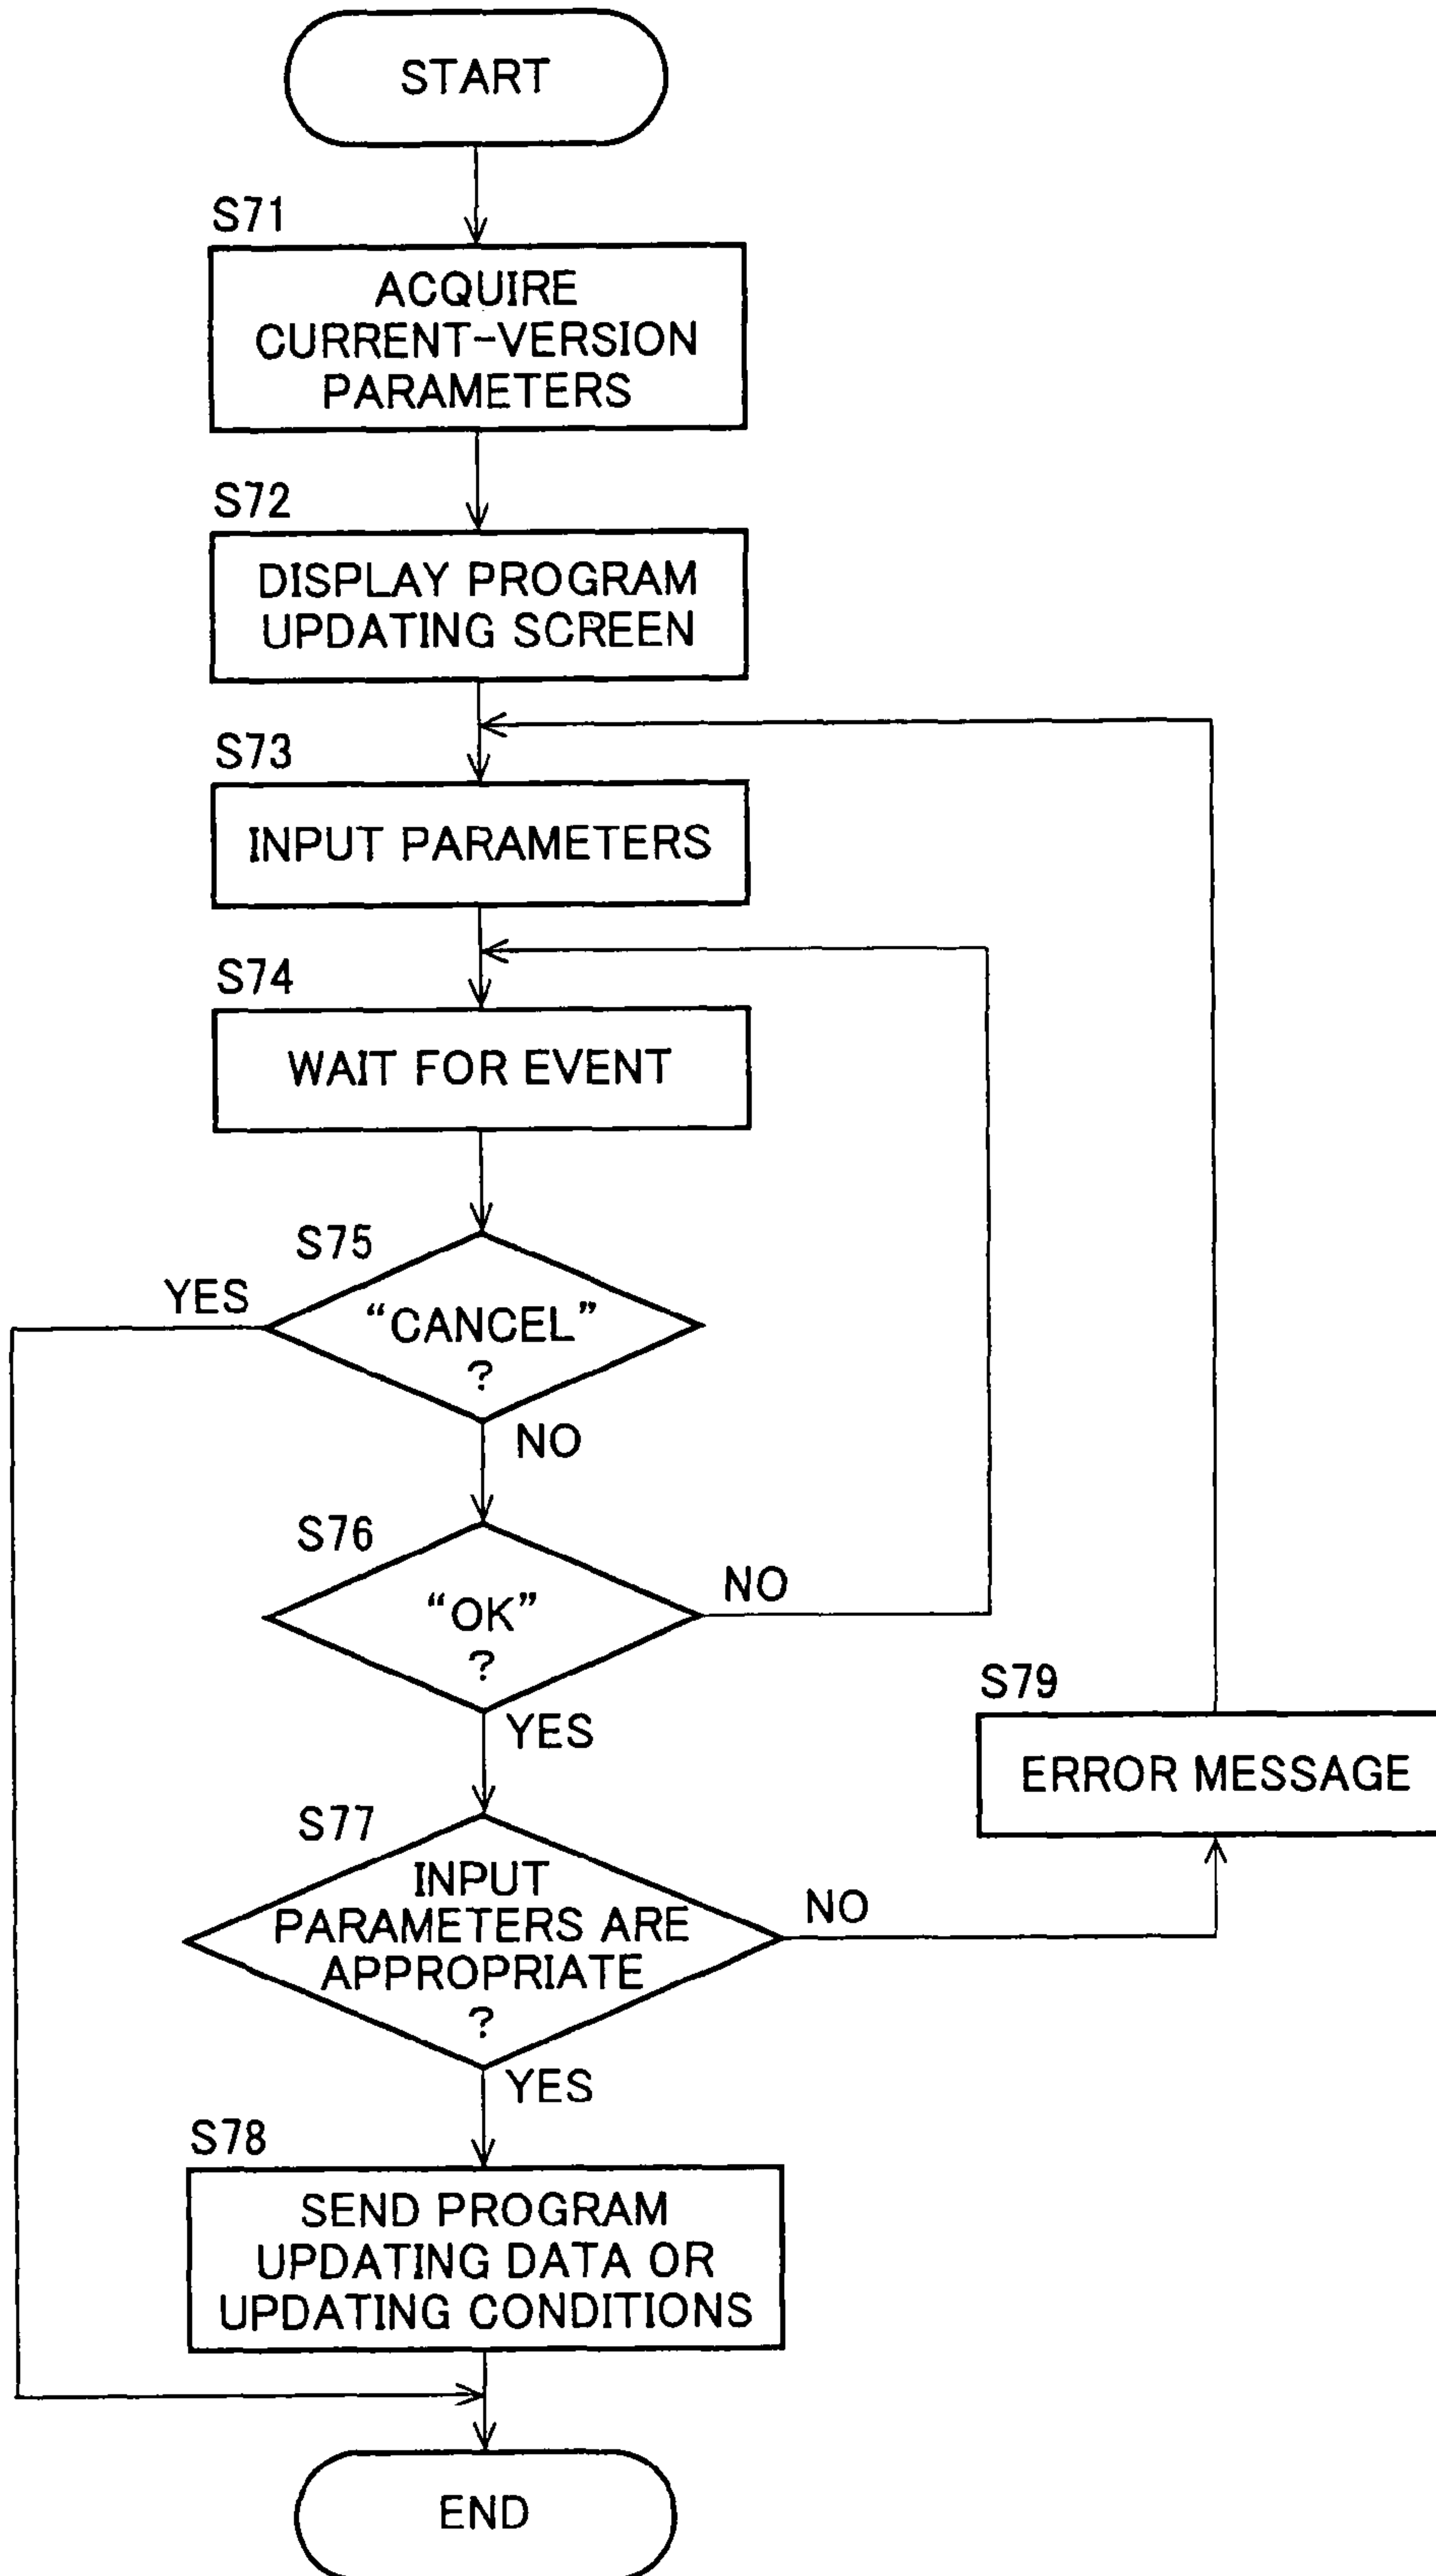 START
S71
ACQUIRE
CURRENT-VERSION
PARAMETERS
S72
DISPLAY PROGRAM
UPDATING SCREEN
S73
INPUT PARAMETERS
S74
WAIT FOR EVENT
S75
YES
“CANCEL”
?
NO
S76
“OK”
?
NO
YES
S77
INPUT
PARAMETERS ARE
APPROPRIATE
?
NO
YES
S79
ERROR MESSAGE
S78
SEND PROGRAM
UPDATING DATA OR
UPDATING CONDITIONS
END